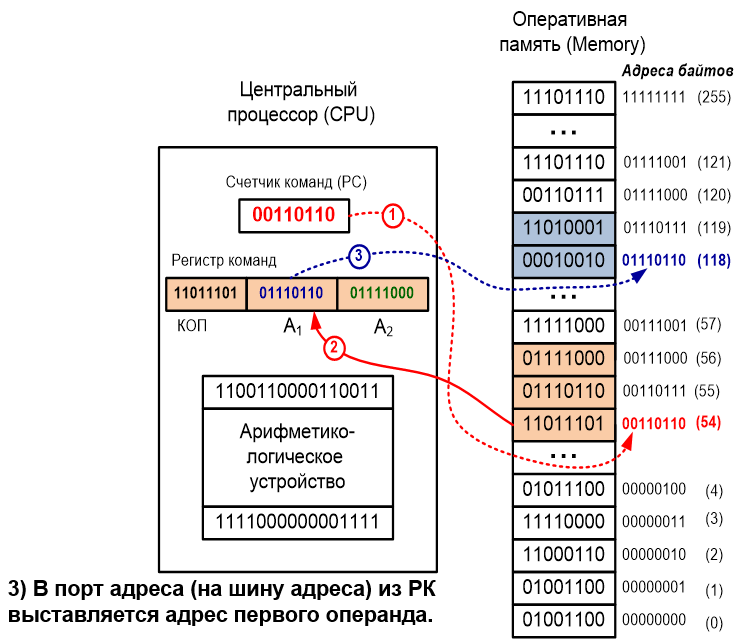 Оперативная
память (Memory)
Адреса байтов
Центральный
процессор (CPU)
Счетчик команд (PC)
00110110
1
Регистр команд
3
11011101 01110110 01111000
КОП A1 A2
2
1100110000110011
Арифметико-
логическое
устройство
1111000000001111
11101110 11111111 (255)
...
11101110 01111001 (121)
00110111 01111000 (120)
11010001 01110111 (119)
00010010 01110110 (118)
...
11111000 00111001 (57)
01111000 00111000 (56)
01110110 00110111 (55)
11011101 00110110 (54)
...
01011100 00000100 (4)
11110000 00000011 (3)
11000110 00000010 (2)
01001100 00000001 (1)
01001100 00000000 (0)
3) В порт адреса (на шину адреса) из РК
выставляется адрес первого операнда.